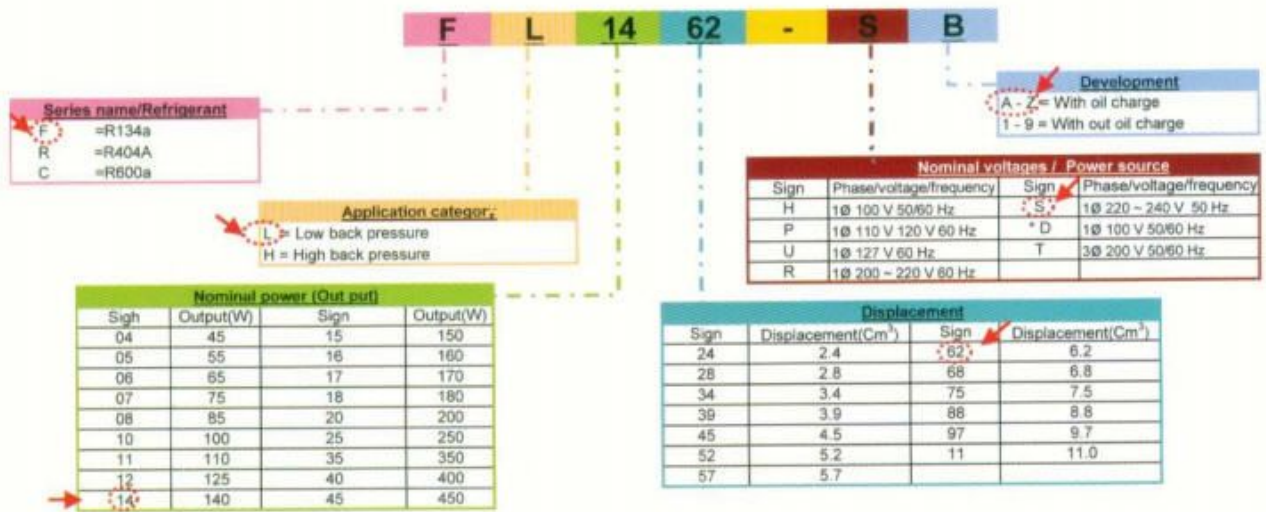 F L 14 62 - S B
Series name/Refrigerant
F =R134a
R =R404A
C =R600a
Application categor
L = Low back pressure
H = High back pressure
Development
A - Z = With oil charge
1 - 9 = With out oil charge
Nominal voltages / Power source
Sign Phase/voltage/frequency Sign Phase/voltage/frequency
H 1Ø 100 V 50/60 Hz S 1Ø 220 ~ 240 V 50 Hz
P 1Ø 110 V 120 V 60 Hz * D 1Ø 100 V 50/60 Hz
U 1Ø 127 V 60 Hz T 3Ø 200 V 50/60 Hz
R 1Ø 200 ~ 220 V 60 Hz
Nominal power (Out put)
Sigh Output(W) Sign Output(W)
04 45 15 150
05 55 16 160
06 65 17 170
07 75 18 180
08 85 20 200
10 100 25 250
11 110 35 350
12 125 40 400
14 140 45 450
Displacement
Sign Displacement(Cm³) Sign Displacement(Cm³)
24 2.4 62 6.2
28 2.8 68 6.8
34 3.4 75 7.5
39 3.9 88 8.8
45 4.5 97 9.7
52 5.2 11 11.0
57 5.7